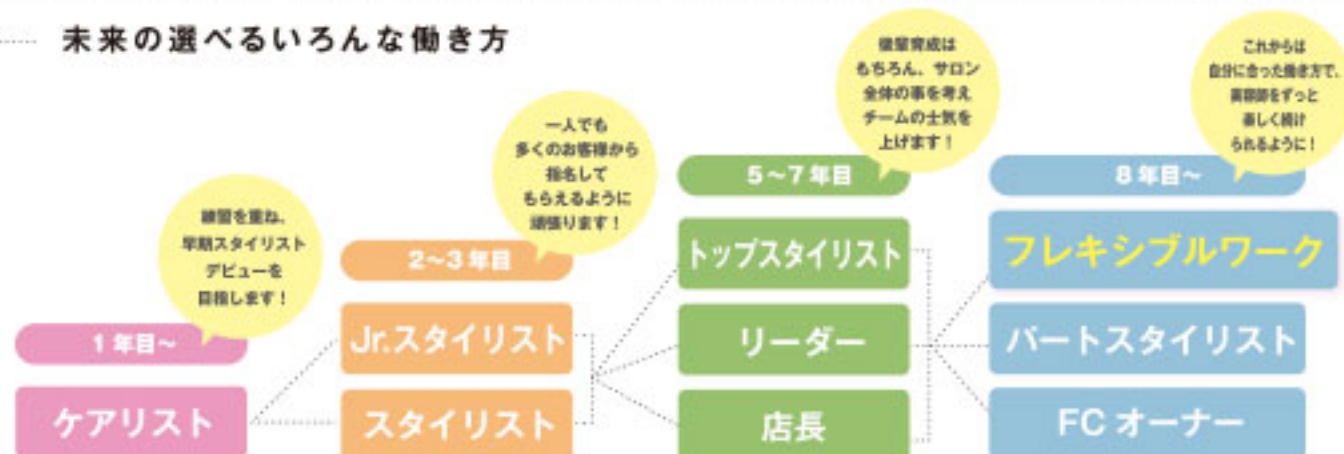 未来の選べるいろんな働き方
練習を重ね、
早期スタイリスト
デビューを
目指します！
1年目～
ケアリスト
一人でも
多くのお客様から
指名して
もらえるように
頑張ります！
2～3年目
Jr.スタイリスト
スタイリスト
後輩育成は
もちろん、サロン
全体の事を考え
チームの士気を
上げます！
5～7年目
トップスタイリスト
リーダー
店長
これからは
自分に合った働き方で、
美容師をずっと
楽しく続け
られるように！
8年目～
フレキシブルワーク
パートスタイリスト
FCオーナー